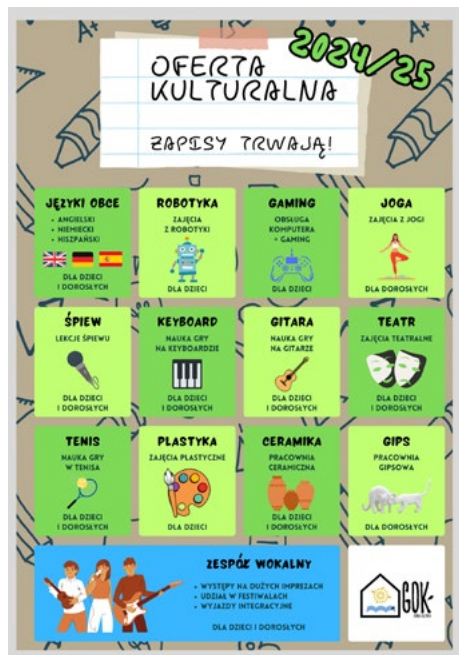 2024/25
OFERTA
KULTURALNA
ZAPISY TRWAJĄ!
JĘZYKI OBCE
• ANGIELSKI
• NIEMIECKI
• HISZPAŃSKI
DLA DZIECI
I DOROSŁYCH
ROBOTYKA
ZAJĘCIA
Z ROBOTYKI
DLA DZIECI
GAMING
OBSŁUGA
KOMPUTERA
+ GAMING
DLA DZIECI
JOGA
ZAJĘCIA Z JOGI
DLA DOROSŁYCH
ŚPIEW
LEKCJE ŚPIEWU
DLA DZIECI
I DOROSŁYCH
KEYBOARD
NAUKA GRY
NA KEYBOARDZIE
DLA DZIECI
I DOROSŁYCH
GITARA
NAUKA GRY
NA GITARZE
DLA DZIECI
I DOROSŁYCH
TEATR
ZAJĘCIA TEATRALNE
DLA DZIECI
I DOROSŁYCH
TENIS
NAUKA GRY
W TENISA
DLA DZIECI
I DOROSŁYCH
PLASTYKA
ZAJĘCIA PLASTYCZNE
DLA DZIECI
CERAMIKA
PRACOWNIA
CERAMICZNA
DLA DZIECI
I DOROSŁYCH
GIPS
PRACOWNIA
GIPSOWA
DLA DZIECI
I DOROSŁYCH
ZESPÓŁ WOKALNY
• WYSTĘPY NA DUŻYCH IMPREZACH
• UDZIAŁ W FESTIWALACH
• WYJAZDY INTEGRACYJNE
DLA DZIECI I DOROSŁYCH
GOK
A+
A+